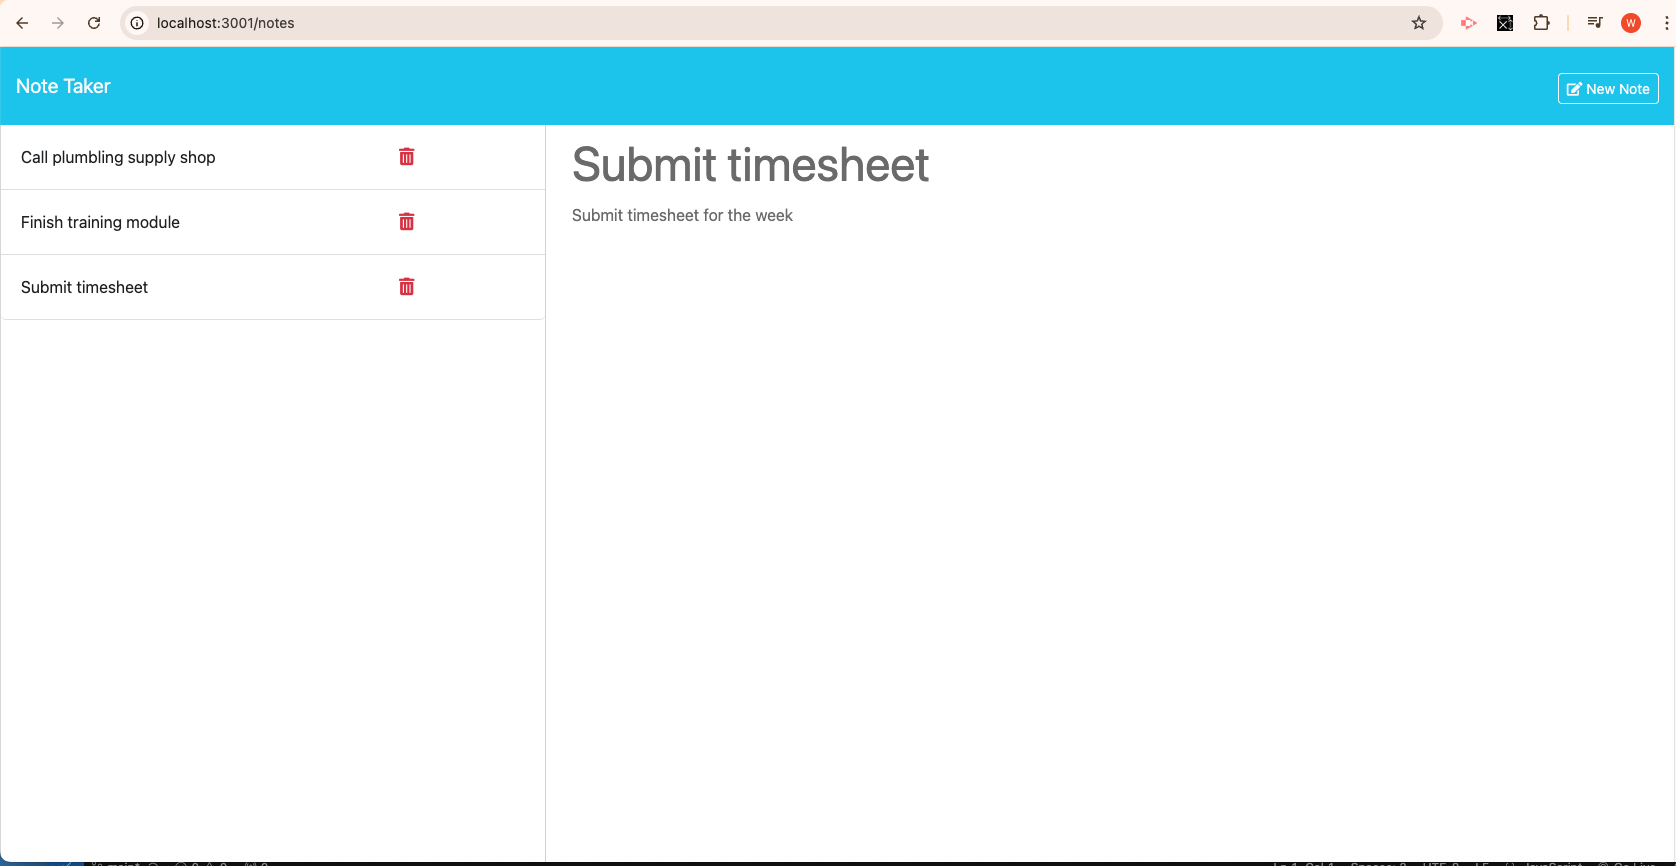 localhost:3001/notes
W
Note Taker
New Note
Call plumbling supply shop
Finish training module
Submit timesheet
Submit timesheet
Submit timesheet for the week